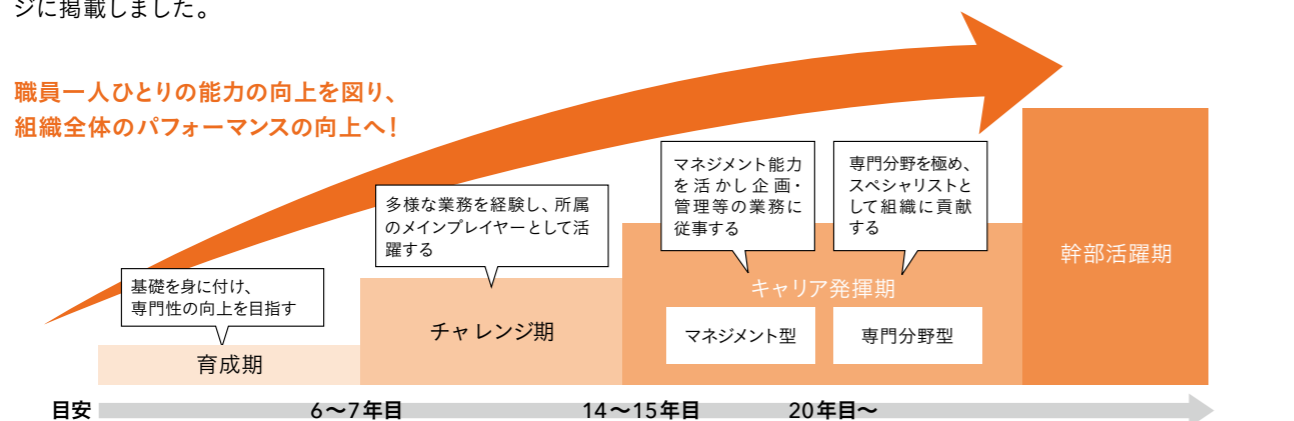 ジに掲載しました。
職員一人ひとりの能力の向上を図り、
組織全体のパフォーマンスの向上へ！
基礎を身に付け、
専門性の向上を目指す
育成期
多様な業務を経験し、所属
のメインプレイヤーとして活
躍する
チャレンジ期
マネジメント能力
を活かし企画・
管理等の業務に
従事する
専門分野を極め、
スペシャリストと
して組織に貢献
する
キャリア発揮期
マネジメント型
専門分野型
幹部活躍期
目安
6〜7年目
14〜15年目
20年目〜